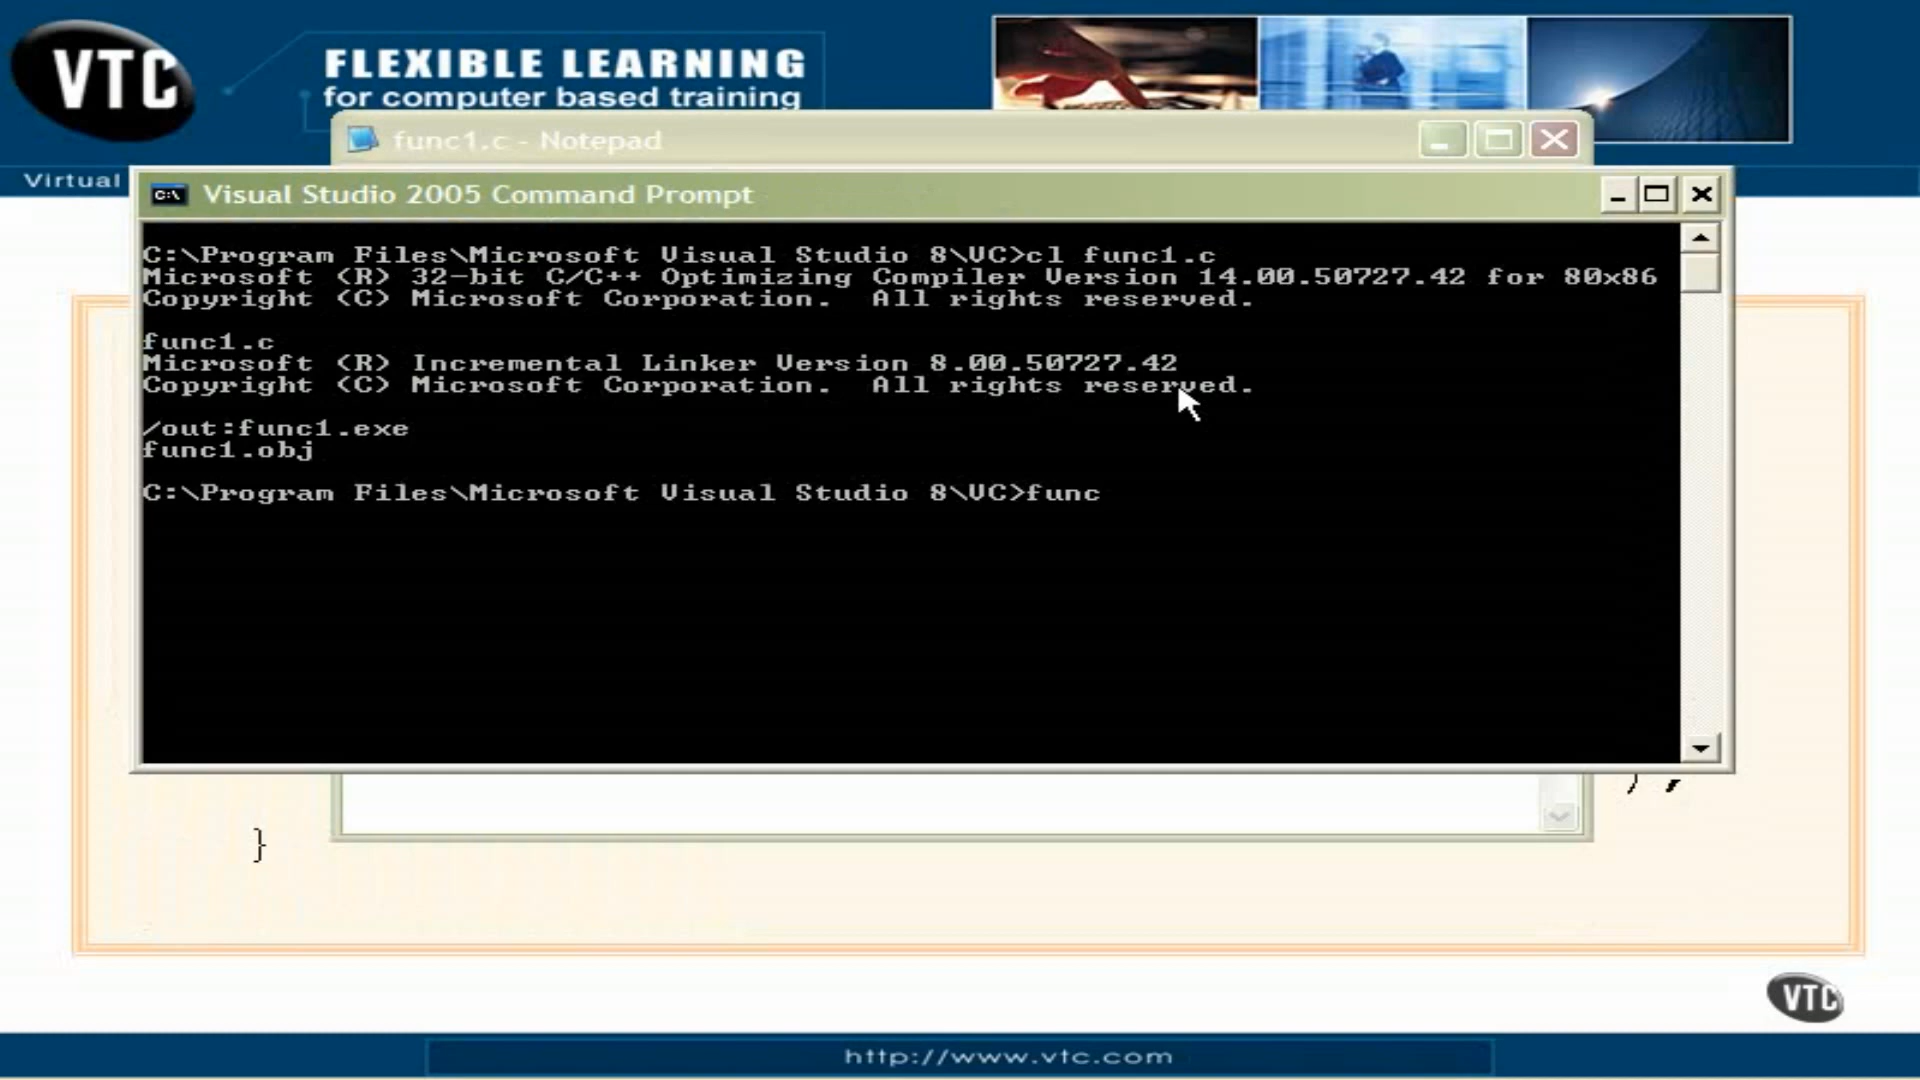 VTC
FLEXIBLE LEARNING
for computer based training
func1.c - Notepad
Virtual
Visual Studio 2005 Command Prompt
C:\Program Files\Microsoft Visual Studio 8\VC>cl func1.c
Microsoft (R) 32-bit C/C++ Optimizing Compiler Version 14.00.50727.42 for 80x86
Copyright (C) Microsoft Corporation.  All rights reserved.
func1.c
Microsoft (R) Incremental Linker Version 8.00.50727.42
Copyright (C) Microsoft Corporation.  All rights reserved.
/out:func1.exe
func1.obj
C:\Program Files\Microsoft Visual Studio 8\VC>func
) ;
}
VTC
http://www.vtc.com